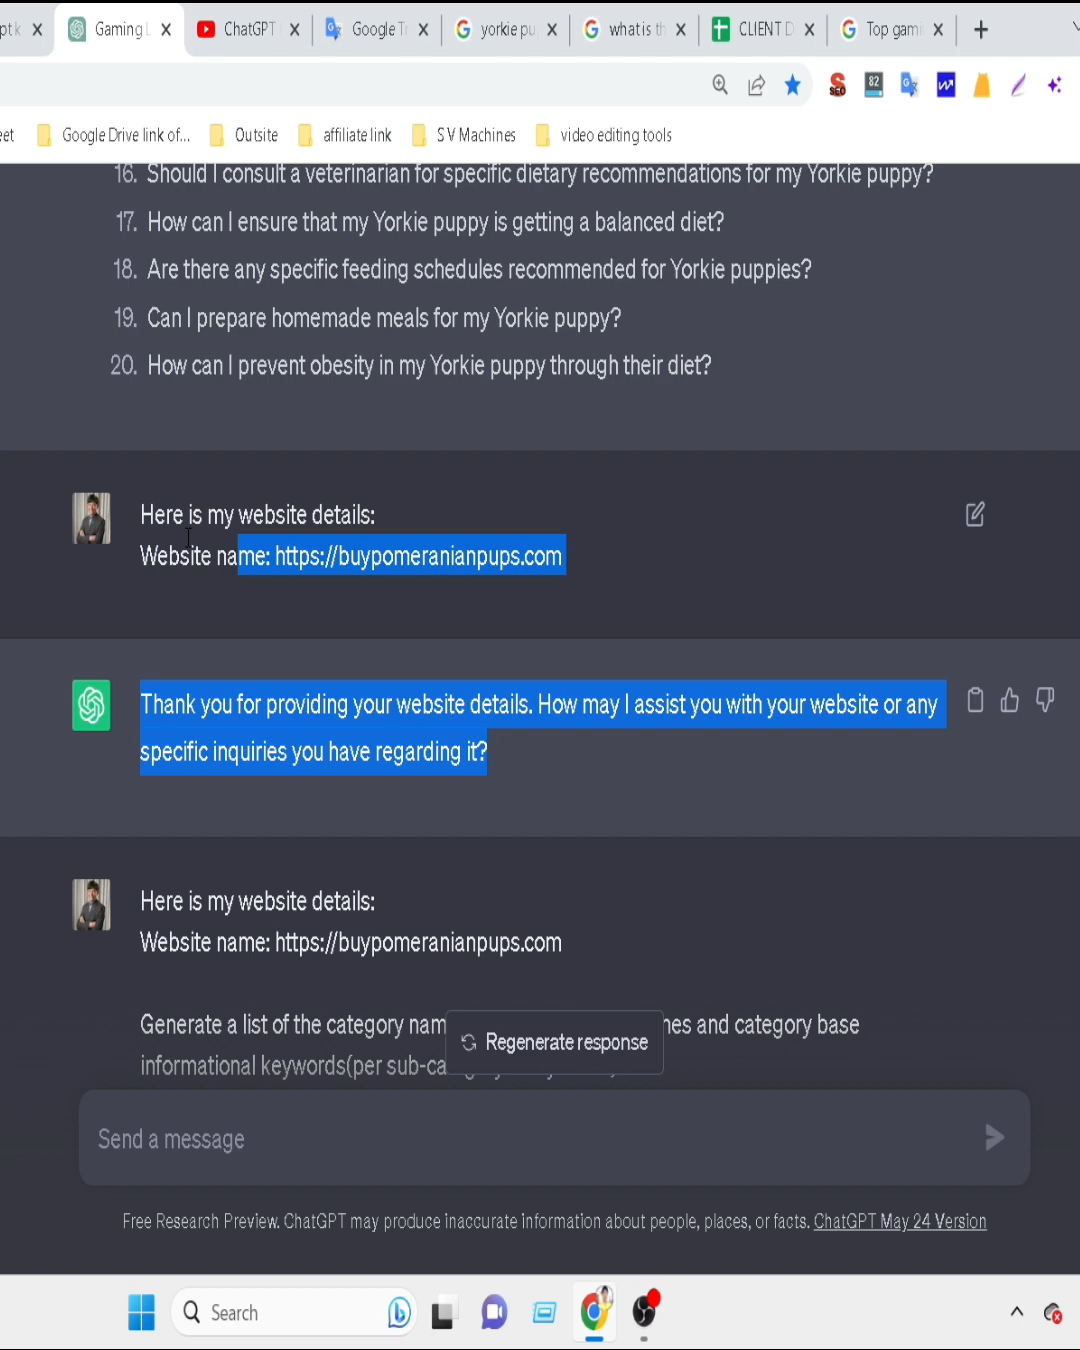 Gaming
ChatGPT
Google Tr
yorkie pu
what is th
CLIENT D
Top gami
SEO
82
eet
Google Drive link of...
Outsite
affiliate link
S V Machines
video editing tools
16. Should I consult a veterinarian for specific dietary recommendations for my Yorkie puppy?
17. How can I ensure that my Yorkie puppy is getting a balanced diet?
18. Are there any specific feeding schedules recommended for Yorkie puppies?
19. Can I prepare homemade meals for my Yorkie puppy?
20. How can I prevent obesity in my Yorkie puppy through their diet?
Here is my website details:
Website name: https://buypomeranianpups.com
Thank you for providing your website details. How may I assist you with your website or any
specific inquiries you have regarding it?
Here is my website details:
Website name: https://buypomeranianpups.com
Generate a list of the category nam
nes and category base
Regenerate response
informational keywords(per sub-ca
Send a message
Free Research Preview. ChatGPT may produce inaccurate information about people, places, or facts. ChatGPT May 24 Version
Search